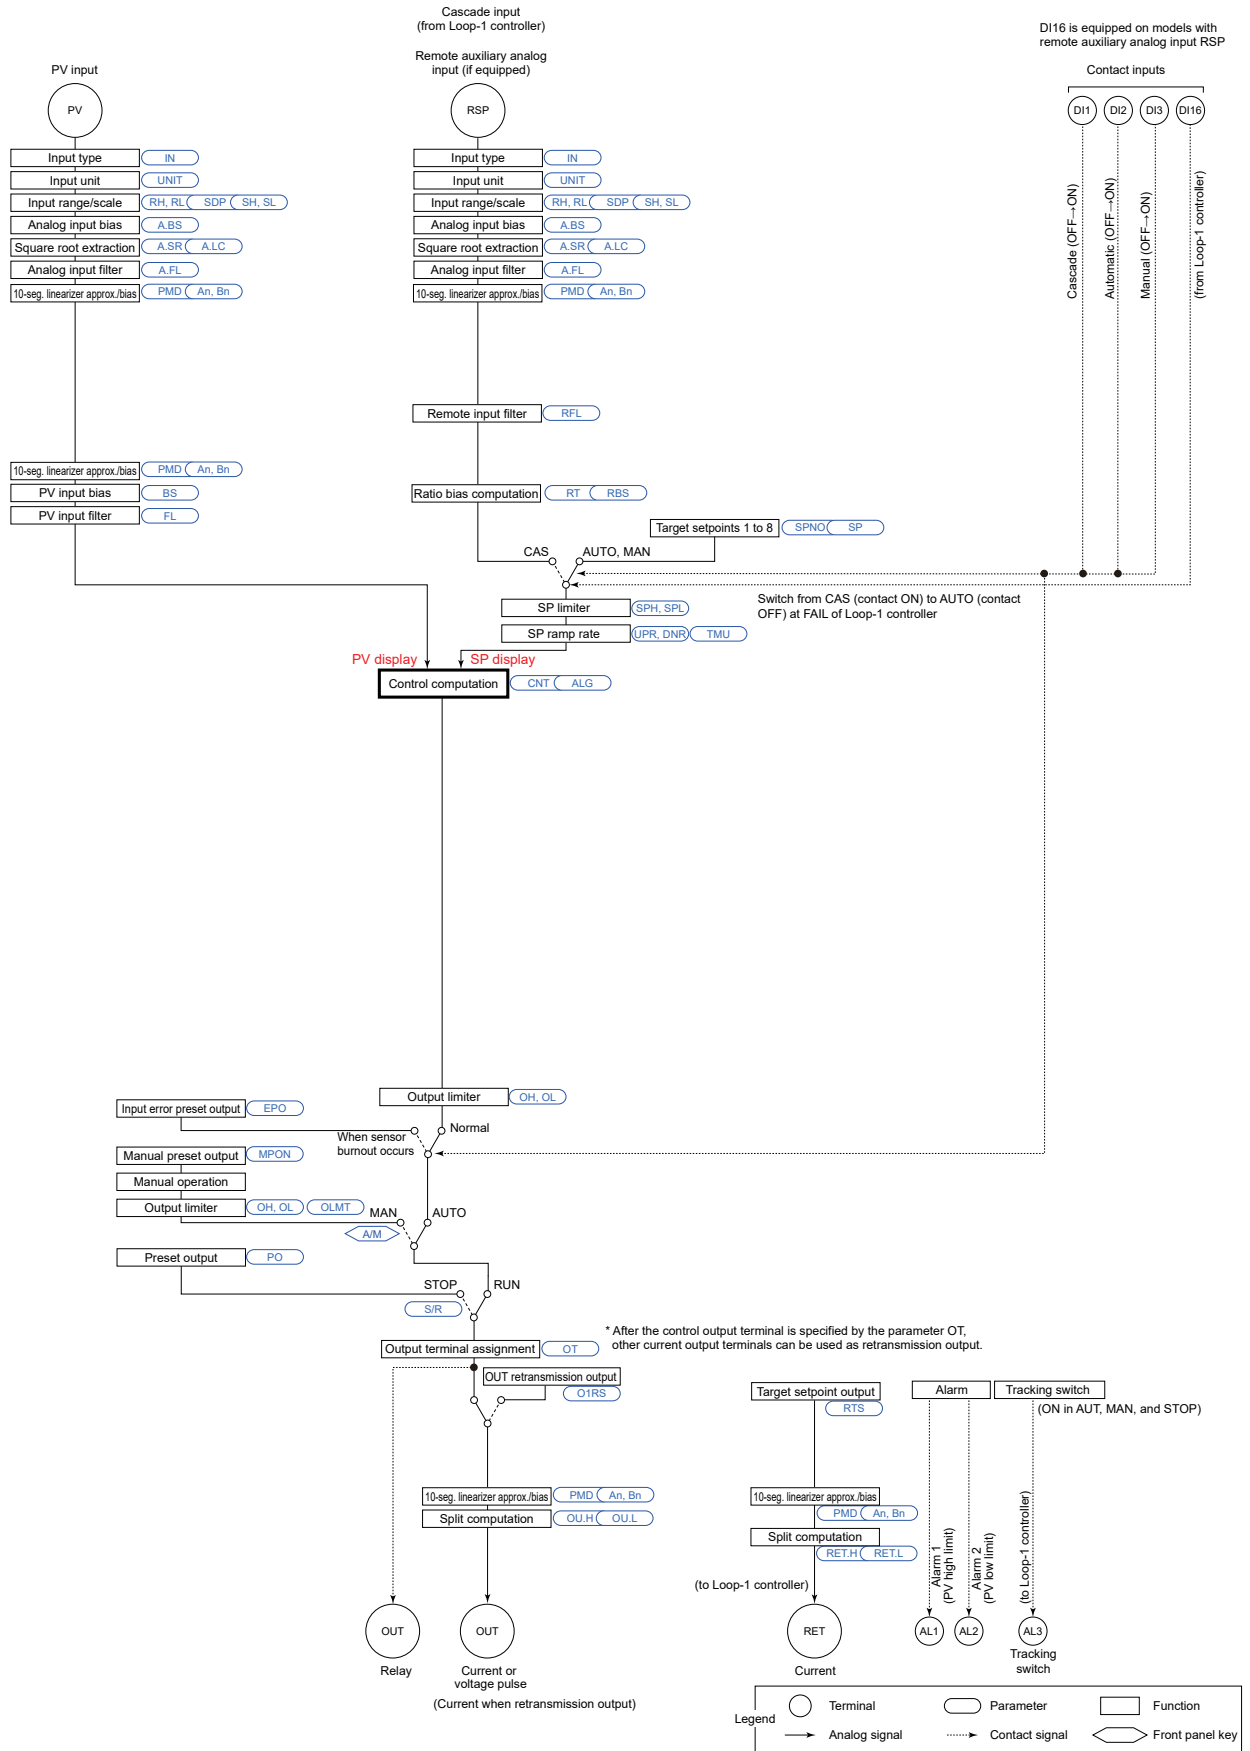 Cascade input
(from Loop-1 controller)
DI16 is equipped on models with
remote auxiliary analog input RSP
Remote auxiliary analog
input (if equipped)
PV input
Contact inputs
PV
RSP
DI1 DI2 DI3 DI16
Input type IN
Input unit UNIT
Input range/scale RH, RL SDP SH, SL
Analog input bias A.BS
Square root extraction A.SR A.LC
Analog input filter A.FL
10-seg. linearizer approx./bias PMD An, Bn
Input type IN
Input unit UNIT
Input range/scale RH, RL SDP SH, SL
Analog input bias A.BS
Square root extraction A.SR A.LC
Analog input filter A.FL
10-seg. linearizer approx./bias PMD An, Bn
Cascade (OFF→ON)
Automatic (OFF→ON)
Manual (OFF→ON)
(from Loop-1 controller)
Remote input filter RFL
10-seg. linearizer approx./bias PMD An, Bn
PV input bias BS
PV input filter FL
Ratio bias computation RT RBS
Target setpoints 1 to 8 SPNO SP
CAS AUTO, MAN
Switch from CAS (contact ON) to AUTO (contact
OFF) at FAIL of Loop-1 controller
SP limiter SPH, SPL
SP ramp rate UPR, DNR TMU
PV display SP display
Control computation CNT ALG
Output limiter OH, OL
Input error preset output EPO
When sensor
burnout occurs
Normal
Manual preset output MPON
Manual operation
Output limiter OH, OL OLMT
MAN AUTO
A/M
Preset output PO
STOP RUN
S/R
* After the control output terminal is specified by the parameter OT,
other current output terminals can be used as retransmission output.
Output terminal assignment OT
OUT retransmission output
O1RS
Target setpoint output
RTS
Alarm
Tracking switch
(ON in AUT, MAN, and STOP)
10-seg. linearizer approx./bias PMD An, Bn
Split computation OU.H OU.L
10-seg. linearizer approx./bias
PMD An, Bn
Split computation
RET.H RET.L
(to Loop-1 controller)
Alarm 1
(PV high limit)
Alarm 2
(PV low limit)
(to Loop-1 controller)
OUT
OUT
RET
AL1 AL2 AL3
Relay
Current or
voltage pulse
(Current when retransmission output)
Current
Tracking
switch
Legend
Terminal Parameter Function
Analog signal Contact signal Front panel key